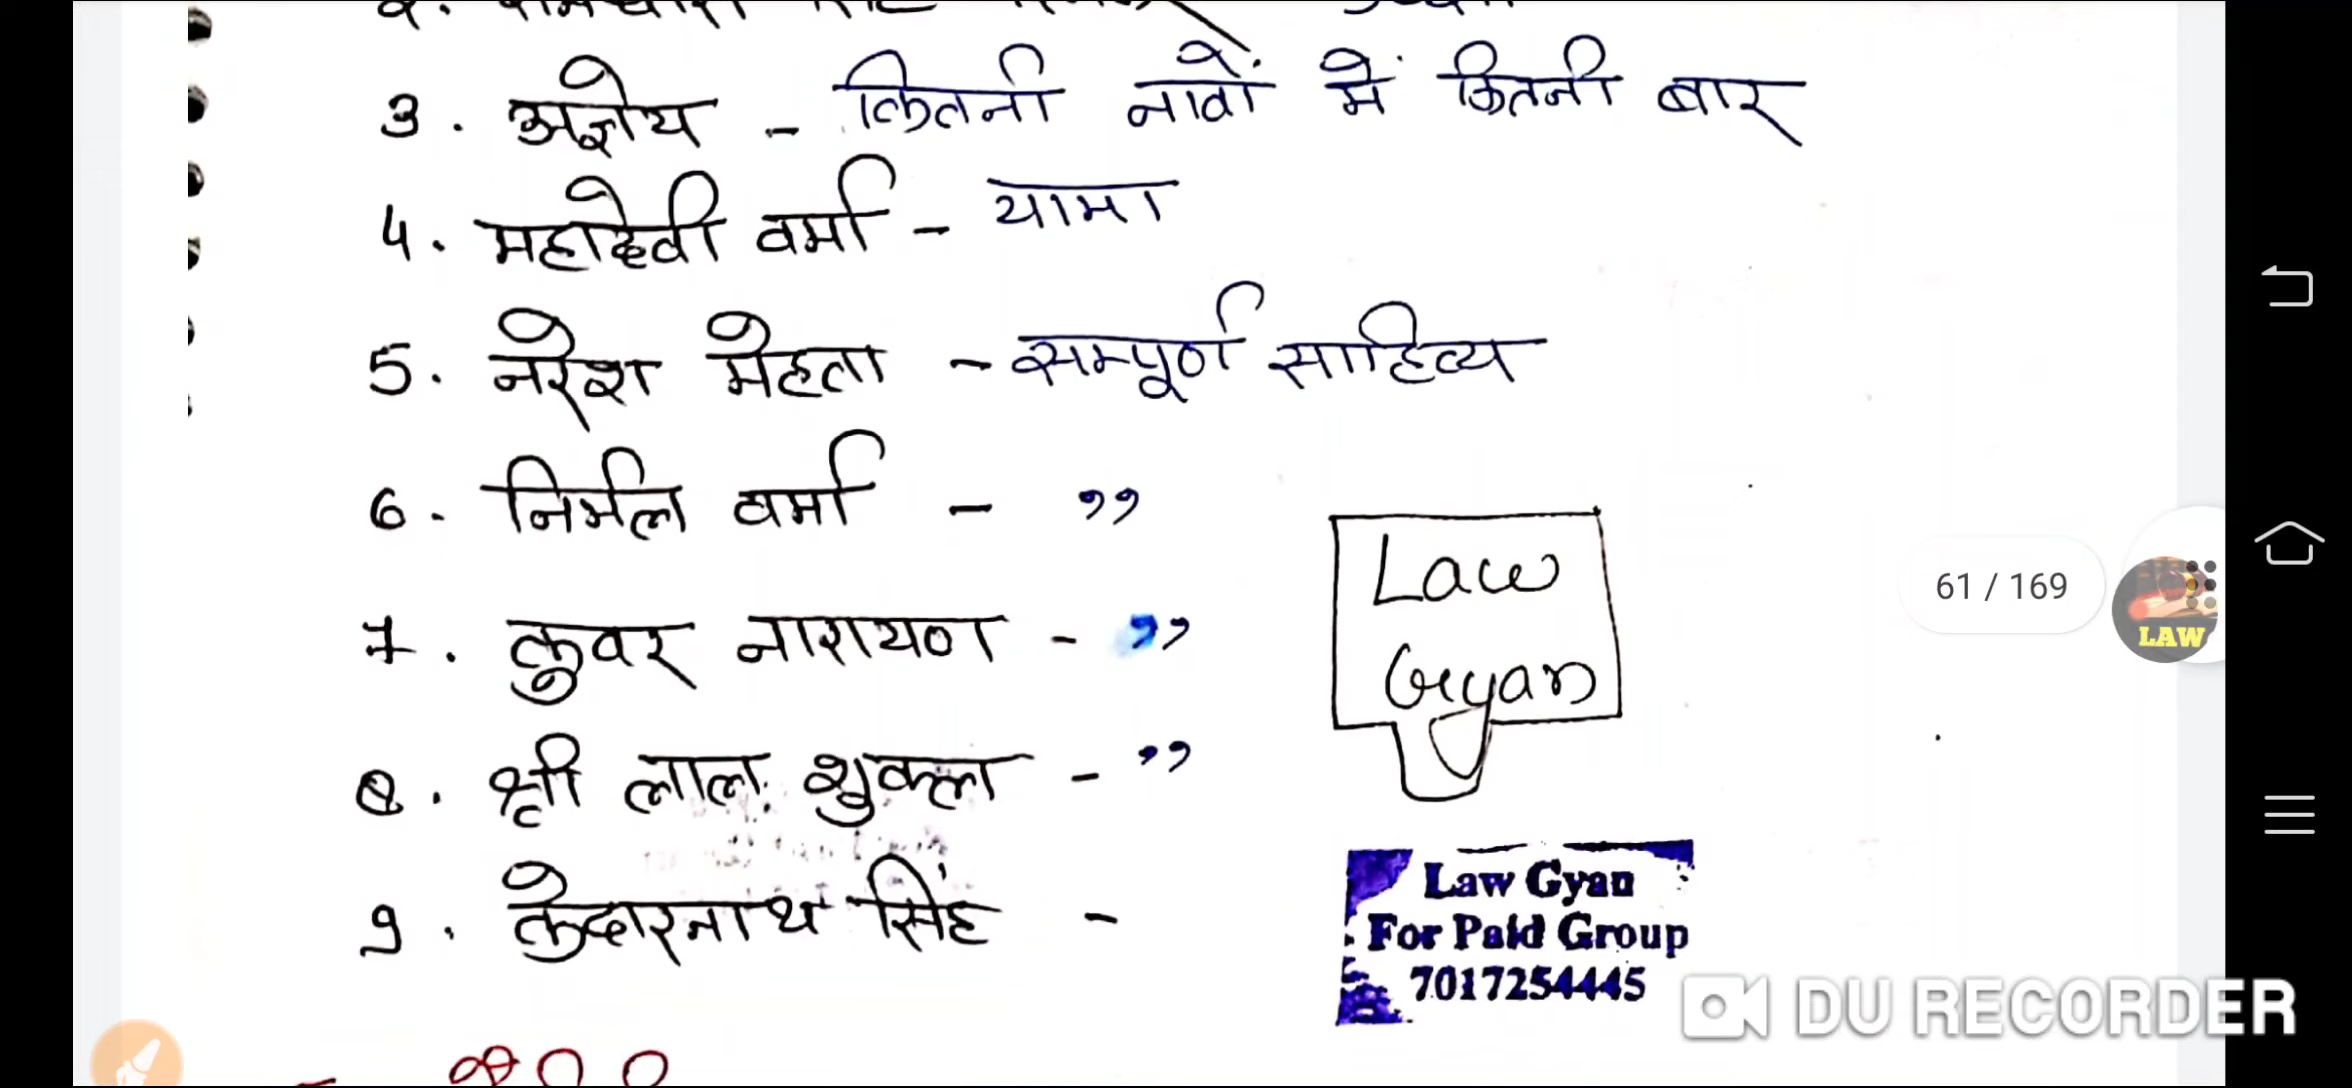 3. अज्ञेय - कितनी नावों में कितनी बार
4. महादेवी वर्मा - यामा
5. नरेश मेहता - सम्पूर्ण साहित्य
6. निर्मल वर्मा - ,,
7. कुवर नारायण - ,,
8. श्री लाल शुक्ल - ,,
9. केदारनाथ सिंह -
Law
Gyan
61 / 169
LAW
Law Gyan
For Paid Group
7017254445
DU RECORDER